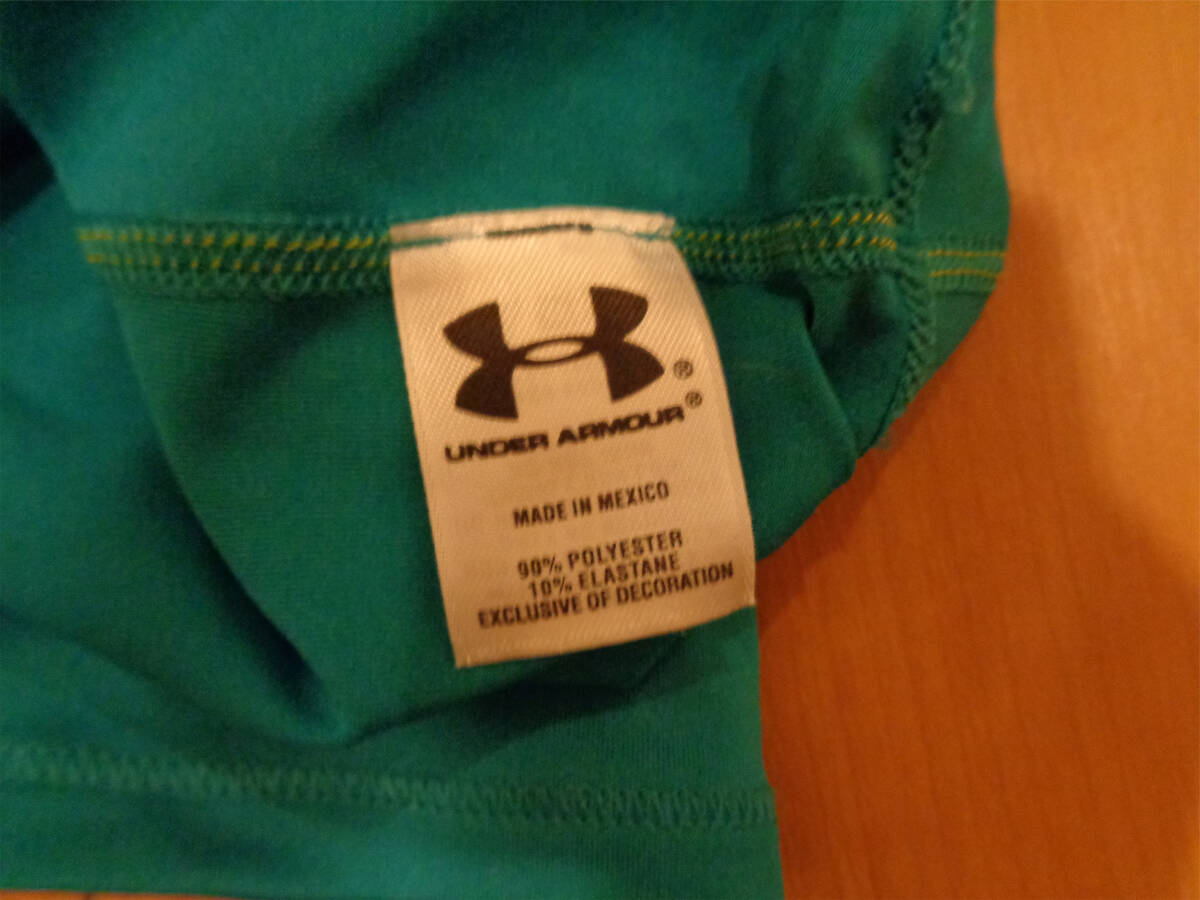 ®
UNDER ARMOUR®
MADE IN MEXICO
90% POLYESTER
10% ELASTANE
EXCLUSIVE OF DECORATION